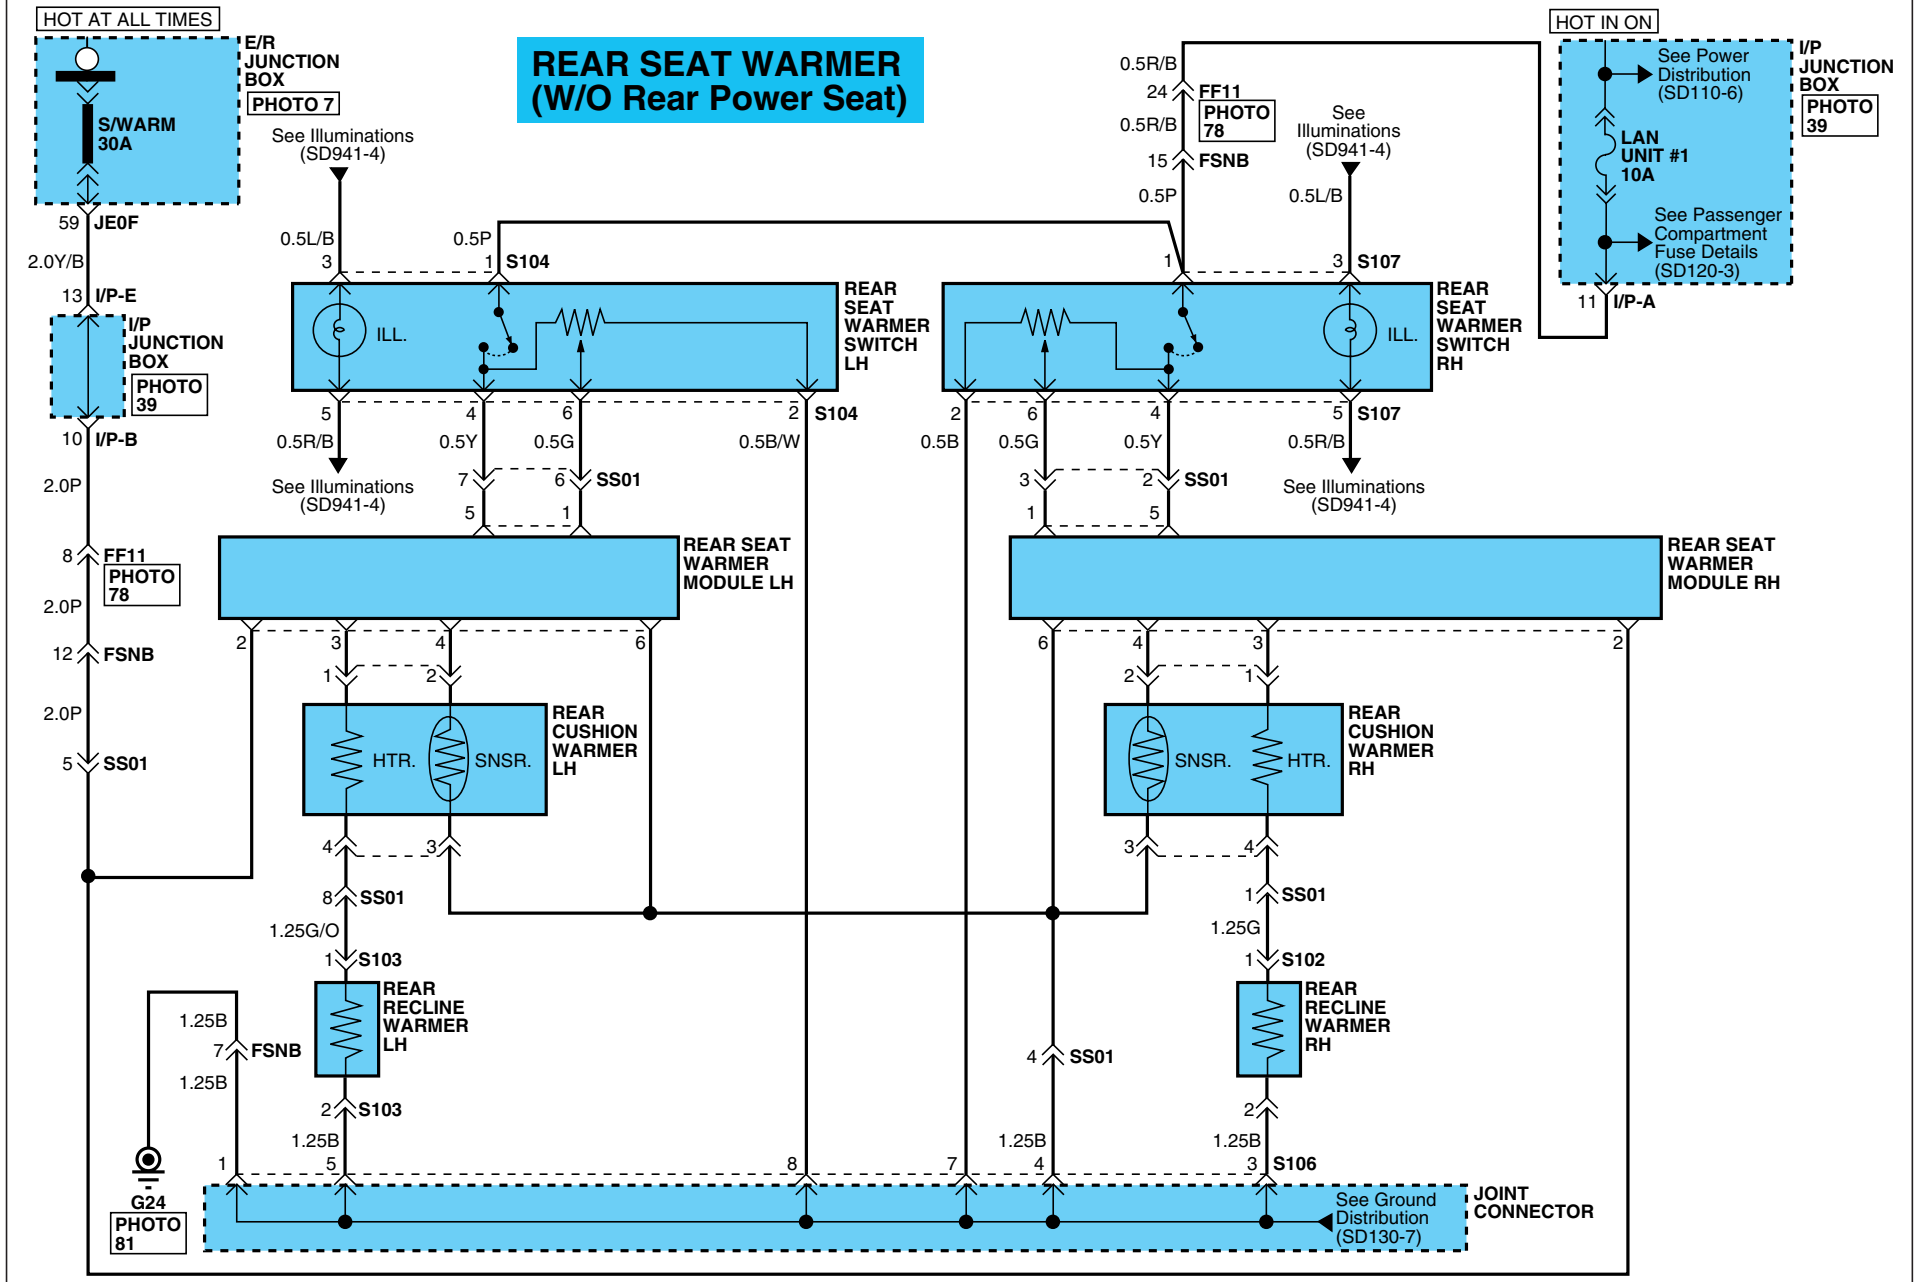 HOT AT ALL TIMES
E/R
JUNCTION
BOX
PHOTO 7
S/WARM
30A
59 JE0F
2.0Y/B
13 I/P-E
I/P
JUNCTION
BOX
PHOTO
39
10 I/P-B
2.0P
8 FF11
PHOTO
78
2.0P
12 FSNB
2.0P
5 SS01
REAR SEAT WARMER
(W/O Rear Power Seat)
See Illuminations
(SD941-4)
0.5L/B
3
0.5P
1 S104
ILL.
REAR
SEAT
WARMER
SWITCH
LH
5 4 6 2 S104
0.5R/B 0.5Y 0.5G 0.5B/W
See Illuminations
(SD941-4)
7 6 SS01
5 1
REAR SEAT
WARMER
MODULE LH
2 3 4 6
1 2
HTR. SNSR.
REAR
CUSHION
WARMER
LH
4 3
8 SS01
1.25G/O
1 S103
REAR
RECLINE
WARMER
LH
2 S103
1.25B
1.25B
7 FSNB
1.25B
G24
PHOTO
81
0.5R/B
24 FF11
PHOTO
78
0.5R/B
15 FSNB
0.5P
See
Illuminations
(SD941-4)
0.5L/B
1 3 S107
ILL.
REAR
SEAT
WARMER
SWITCH
RH
2 6 4 5 S107
0.5B 0.5G 0.5Y 0.5R/B
See Illuminations
(SD941-4)
3 2 SS01
1 5
REAR SEAT
WARMER
MODULE RH
6 4 3 2
2 1
SNSR. HTR.
REAR
CUSHION
WARMER
RH
3 4
1 SS01
1.25G
1 S102
REAR
RECLINE
WARMER
RH
4 SS01
2
1.25B 1.25B
1 5 8 7 4 3 S106
See Ground
Distribution
(SD130-7)
JOINT
CONNECTOR
HOT IN ON
I/P
JUNCTION
BOX
PHOTO
39
See Power
Distribution
(SD110-6)
LAN
UNIT #1
10A
See Passenger
Compartment
Fuse Details
(SD120-3)
11 I/P-A